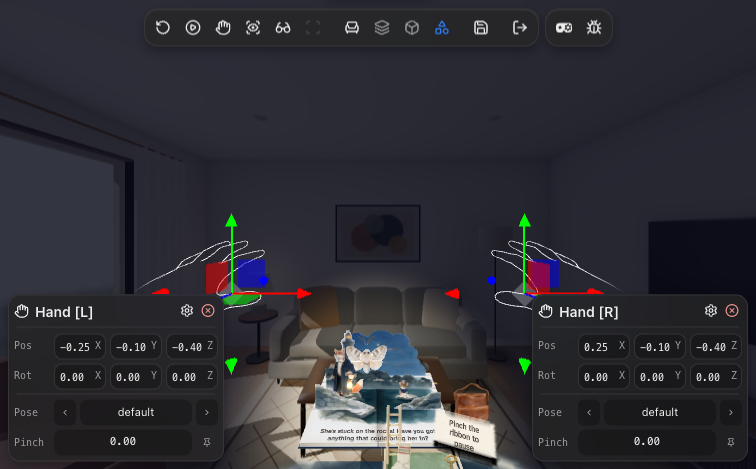 Hand [L]
Pos -0.25 X -0.10 Y -0.40 Z
Rot 0.00 X 0.00 Y 0.00 Z
Pose < default >
Pinch 0.00
She's stuck on the rocks! Have you got
anything that could bring her in?
Pinch the
ribbon to
pause
Hand [R]
Pos 0.25 X -0.10 Y -0.40 Z
Rot 0.00 X 0.00 Y 0.00 Z
Pose < default >
Pinch 0.00